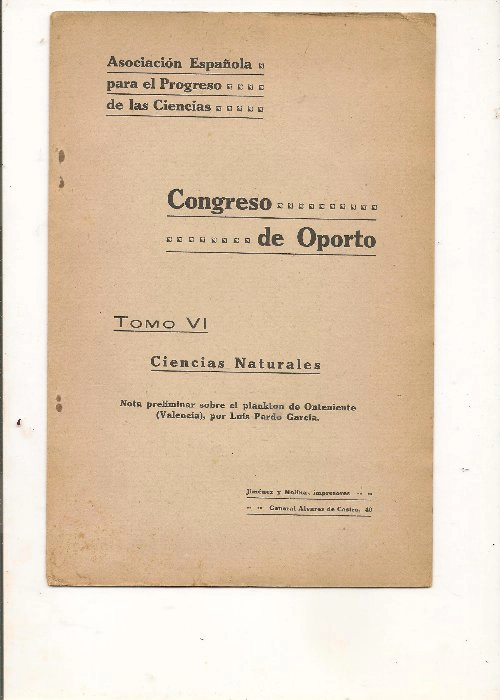 Asociación Española
para el Progreso
de las Ciencias
Congreso
de Oporto
TOMO VI
Ciencias Naturales
Nota preliminar sobre el plankton de Onteniente
(Valencia), por Luis Pardo García.
Jiménez y Molina, impresores
General Alvarez de Castro, 40